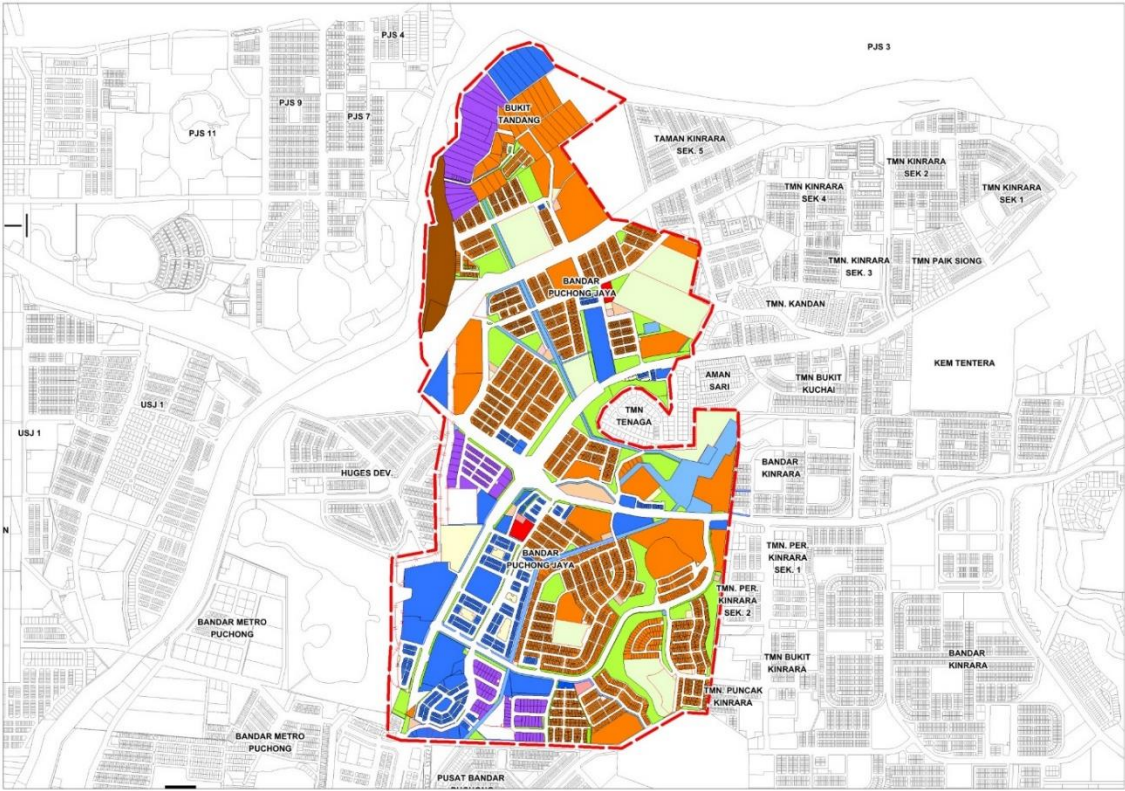 PJS 4
PJS 3
PJS 9
PJS 7
PJS 11
BUKIT
TANDANG
TAMAN KINRARA
SEK. 5
TMN KINRARA
SEK 2
TMN KINRARA
SEK 4
TMN KINRARA
SEK 1
TMN. KINRARA
SEK. 3
TMN PAIK SIONG
BANDAR
PUCHONG JAYA
TMN. KANDAN
KEM TENTERA
AMAN
SARI
TMN BUKIT
KUCHAI
USJ 1
USJ 1
TMN
TENAGA
HUGES DEV.
BANDAR
KINRARA
N
BANDAR
PUCHONG JAYA
TMN. PER.
KINRARA
SEK. 1
TMN. PER.
KINRARA
SEK. 2
BANDAR METRO
PUCHONG
TMN BUKIT
KINRARA
BANDAR
KINRARA
TMN. PUNCAK
KINRARA
BANDAR METRO
PUCHONG
PUSAT BANDAR